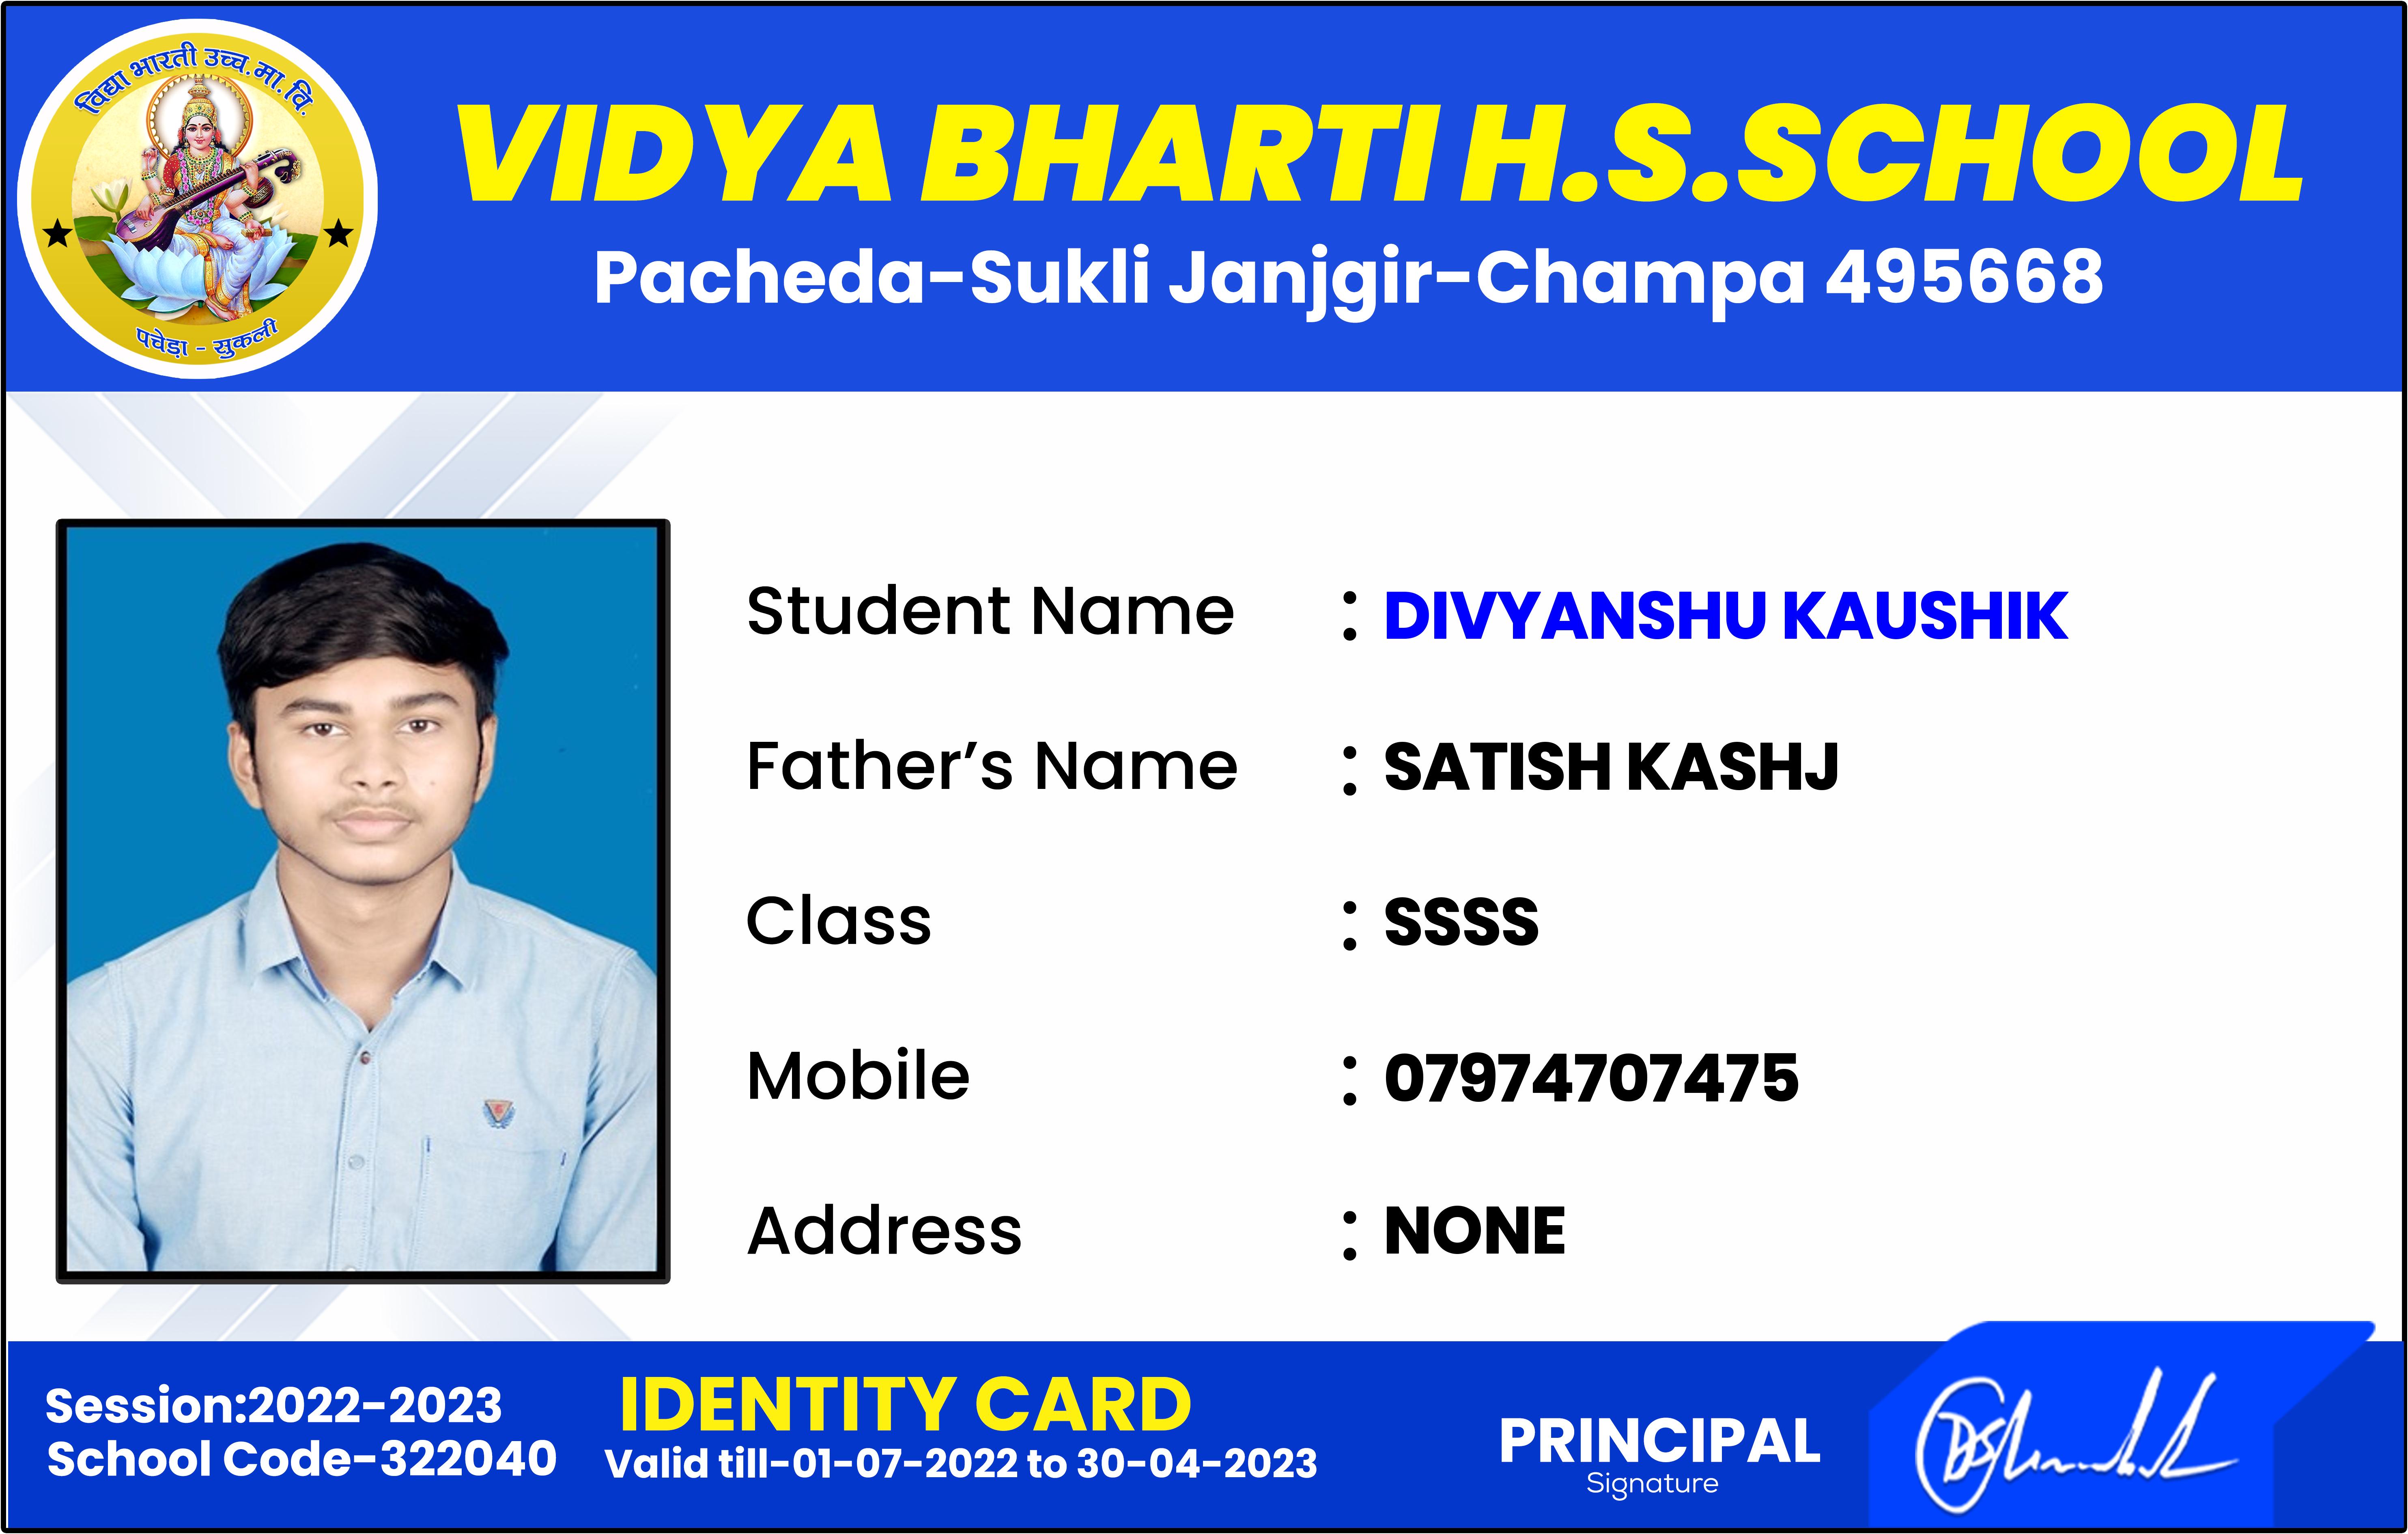 विद्या भारती उच्च.मा.वि.
पचेड़ा - सुकली
VIDYA BHARTI H.S.SCHOOL
Pacheda-Sukli Janjgir-Champa 495668
Student Name : DIVYANSHU KAUSHIK
Father’s Name : SATISH KASHJ
Class : SSSS
Mobile : 07974707475
Address : NONE
Session:2022-2023
School Code-322040
IDENTITY CARD
Valid till-01-07-2022 to 30-04-2023
PRINCIPAL
Signature